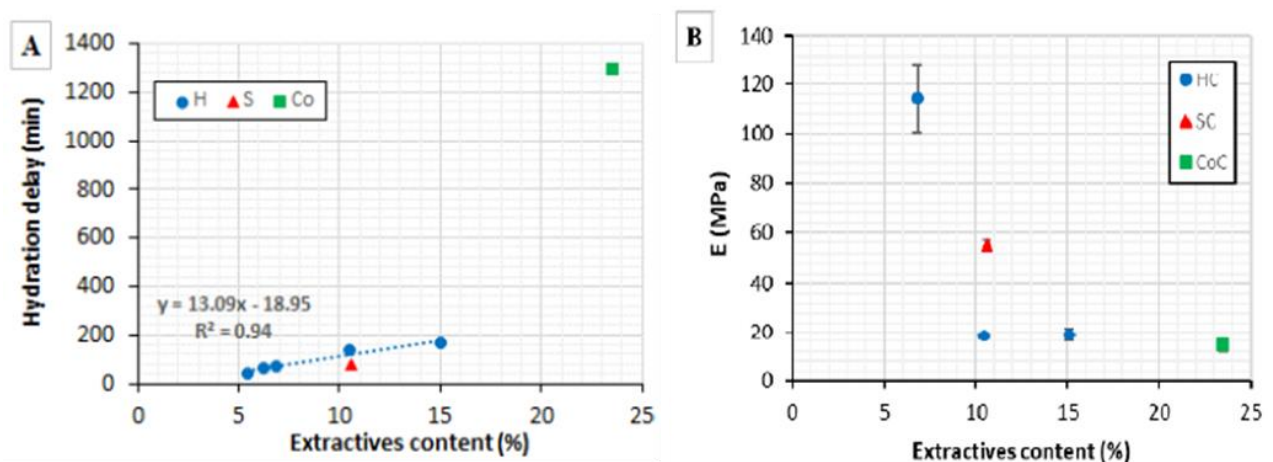 A
Hydration delay (min)
1400
1200
1000
800
600
400
200
0
H S Co
y = 13.09x - 18.95
R² = 0.94
0 5 10 15 20 25
Extractives content (%)
B
E (MPa)
140
120
100
80
60
40
20
0
HC
SC
CoC
0 5 10 15 20 25
Extractives content (%)